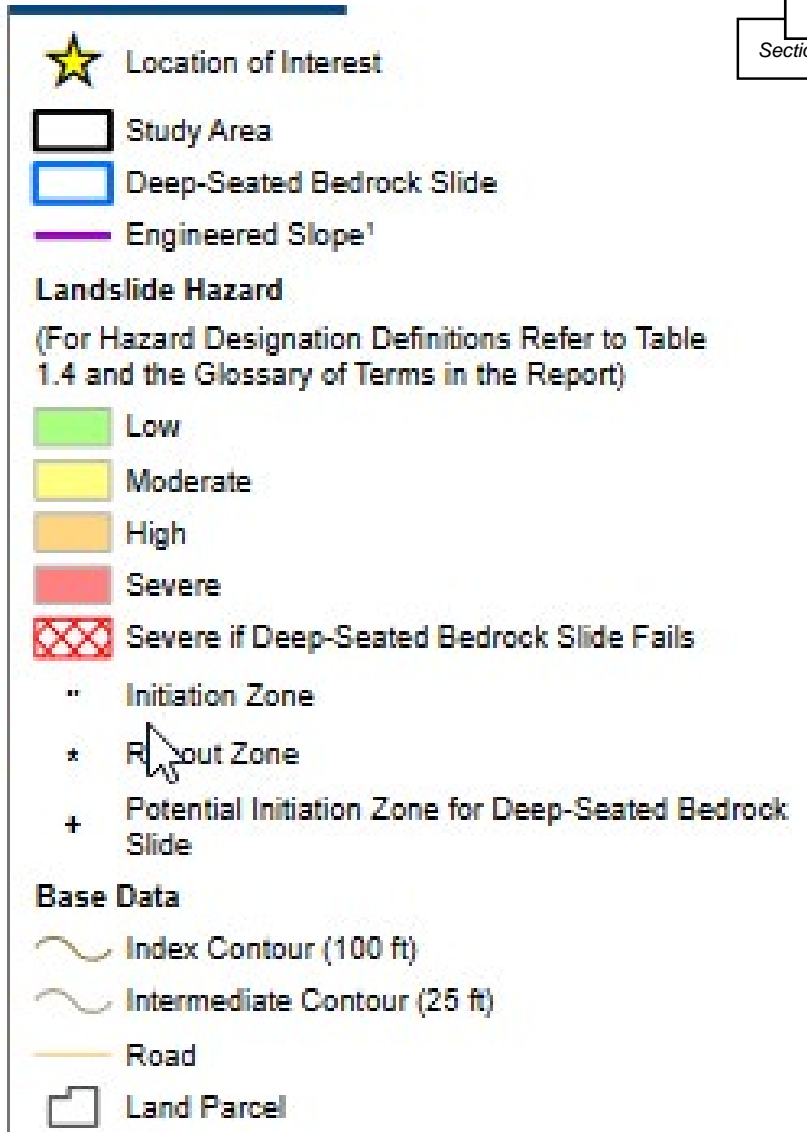 Location of Interest
Sectio
Study Area
Deep-Seated Bedrock Slide
Engineered Slope¹
Landslide Hazard
(For Hazard Designation Definitions Refer to Table
1.4 and the Glossary of Terms in the Report)
Low
Moderate
High
Severe
Severe if Deep-Seated Bedrock Slide Fails
Initiation Zone
Zone
Potential Initiation Zone for Deep-Seated Bedrock
Slide
Base Data
Index Contour (100 ft)
Intermediate Contour (25 ft)
Road
Land Parcel